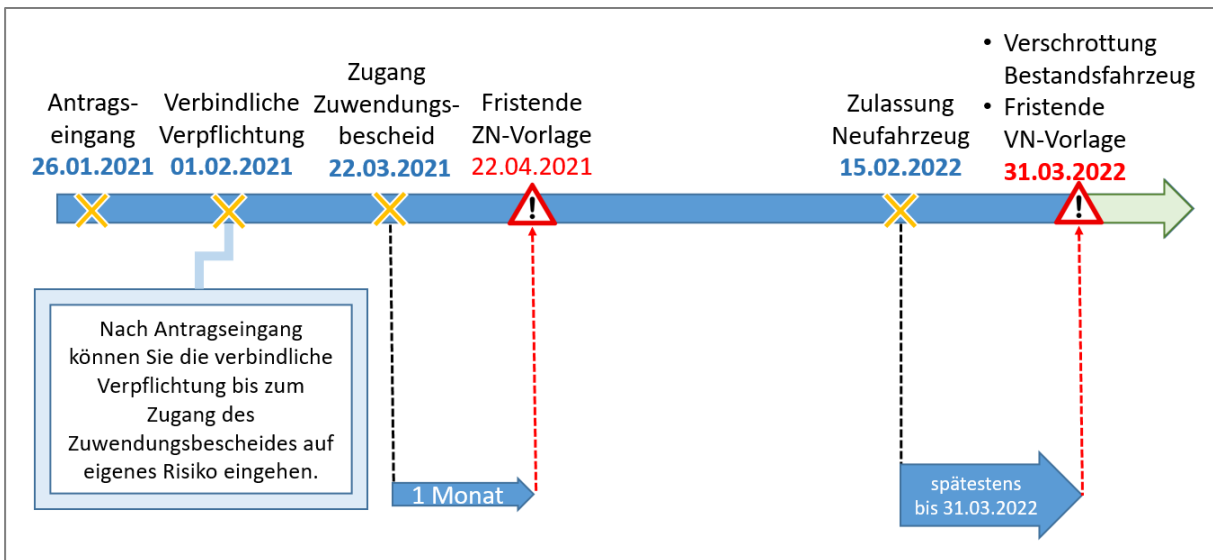 Antrags-
eingang
26.01.2021
Verbindliche
Verpflichtung
01.02.2021
Zugang
Zuwendungs-
bescheid
22.03.2021
Fristende
ZN-Vorlage
22.04.2021
Zulassung
Neufahrzeug
15.02.2022
• Verschrottung
Bestandsfahrzeug
• Fristende
VN-Vorlage
31.03.2022
!
!
Nach Antragseingang
können Sie die verbindliche
Verpflichtung bis zum
Zugang des
Zuwendungsbescheides auf
eigenes Risiko eingehen.
1 Monat
spätestens
bis 31.03.2022